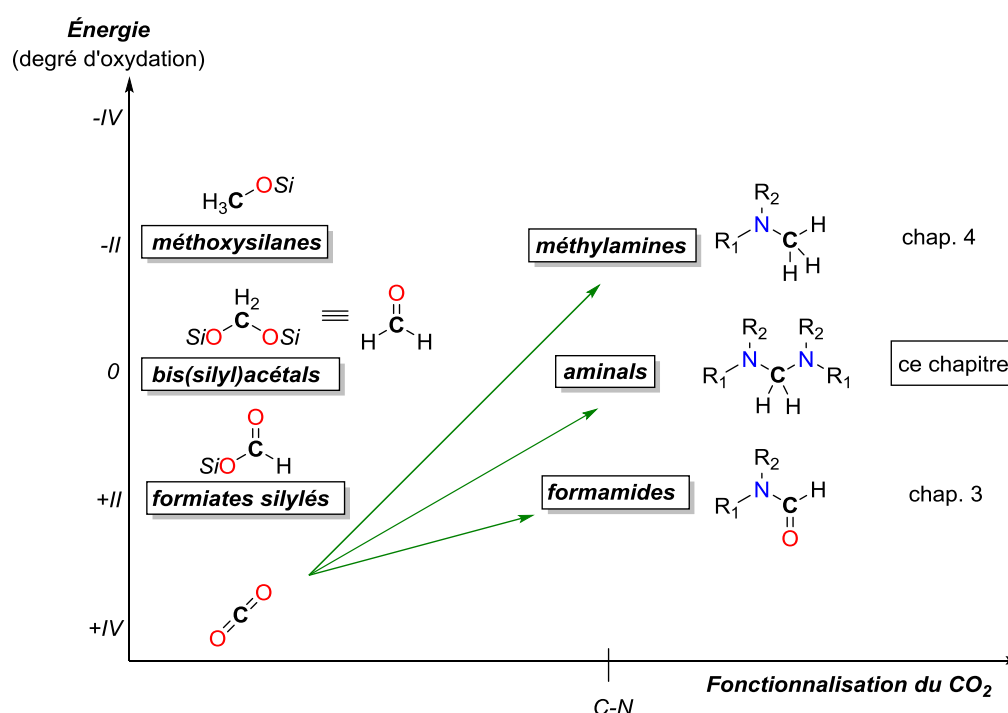 Énergie
(degré d'oxydation)
-IV
H3C OSi
R2
N H
R1 C
H H
-II
méthoxysilanes
méthylamines
chap. 4
H2
C
SiO OSi
O
C
H H
R2 R2
N N
R1 C R1
H H
0
bis(silyl)acétals
aminals
ce chapitre
O
C
SiO H
R2
N H
R1 C
O
+II
formiates silylés
formamides
chap. 3
O
C
O
+IV
Fonctionnalisation du CO2
C-N